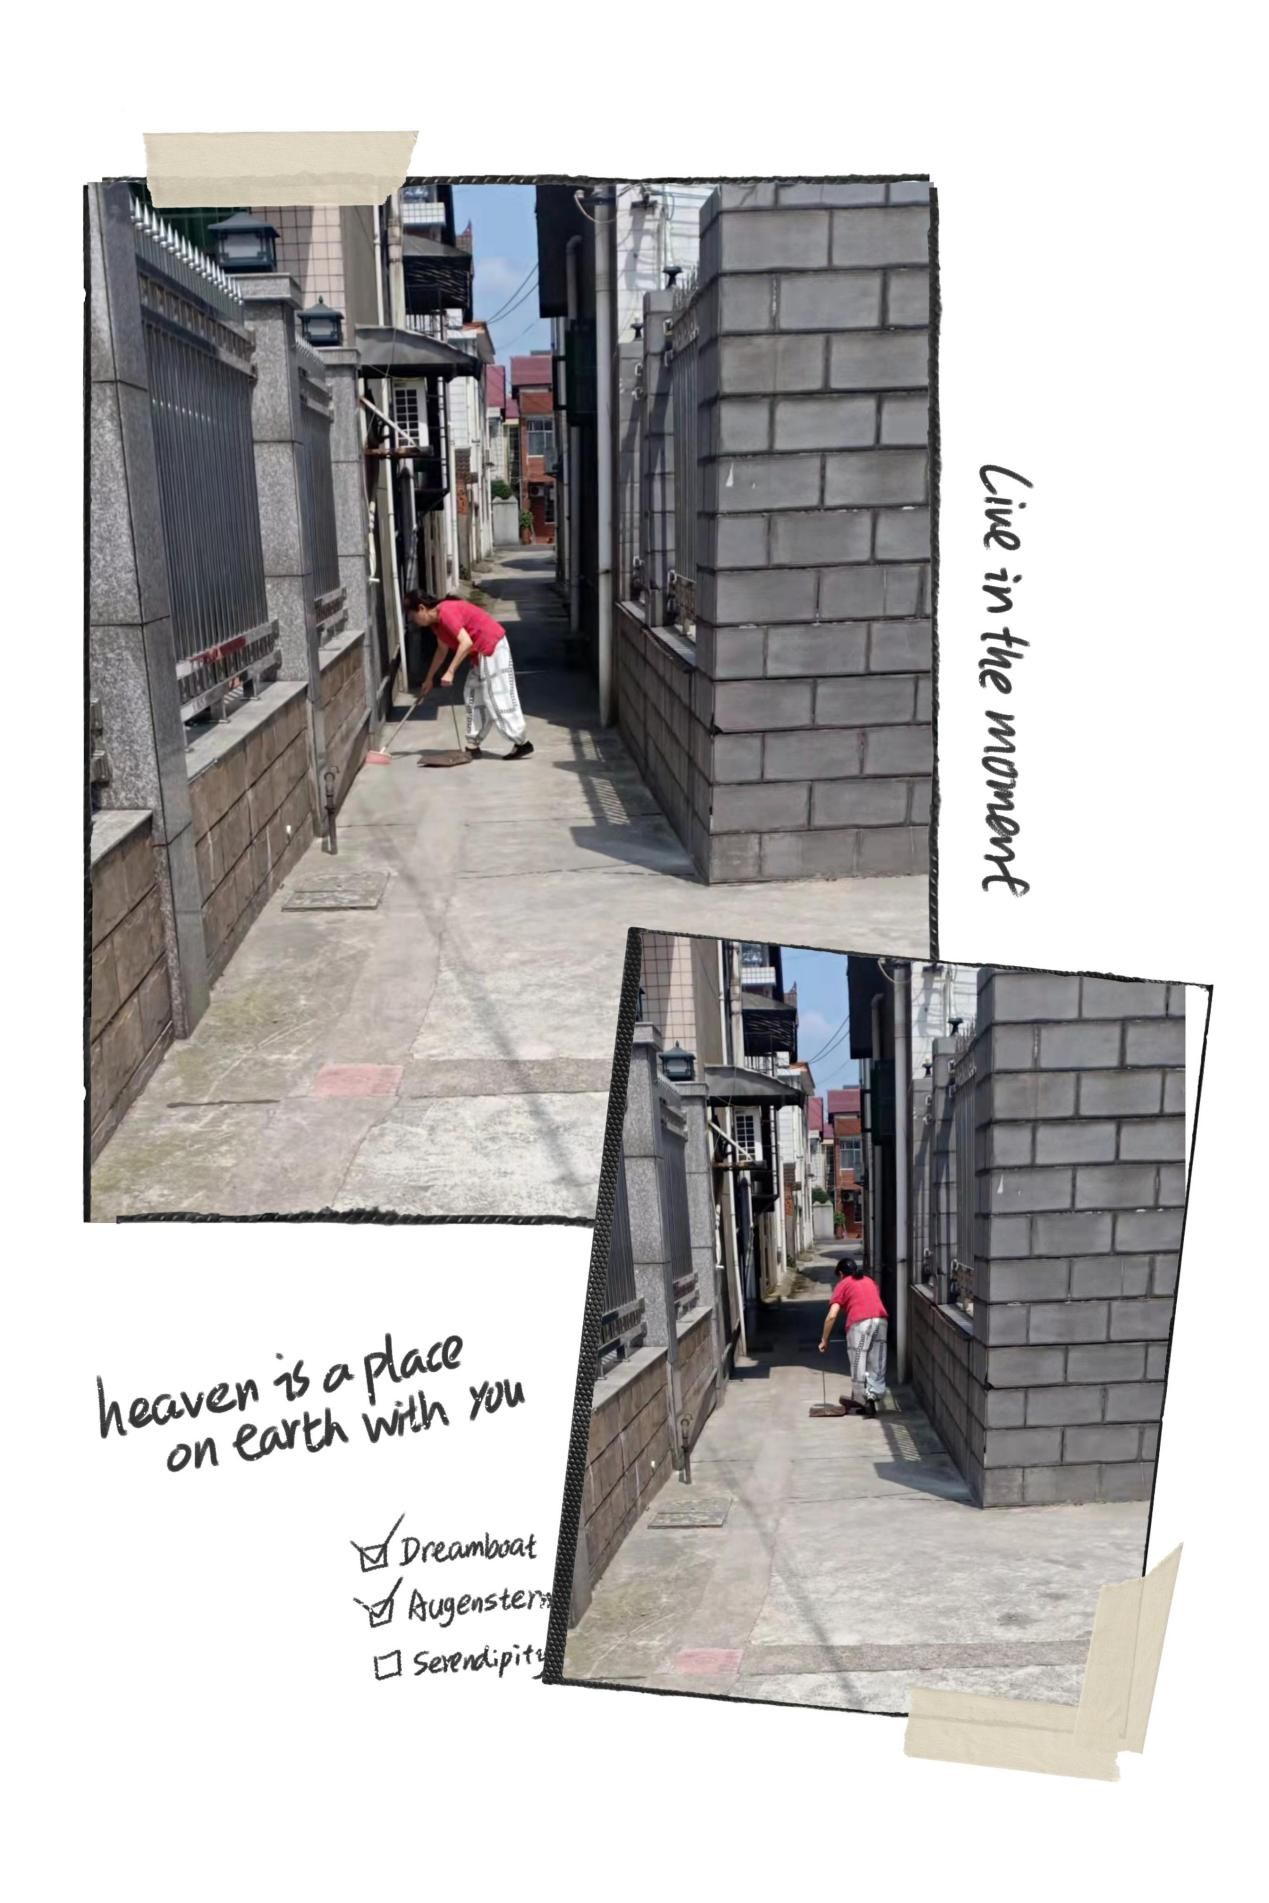 Live in the moment
heaven is a place
on earth with you
Dreamboat
Augenstern
Serendipity